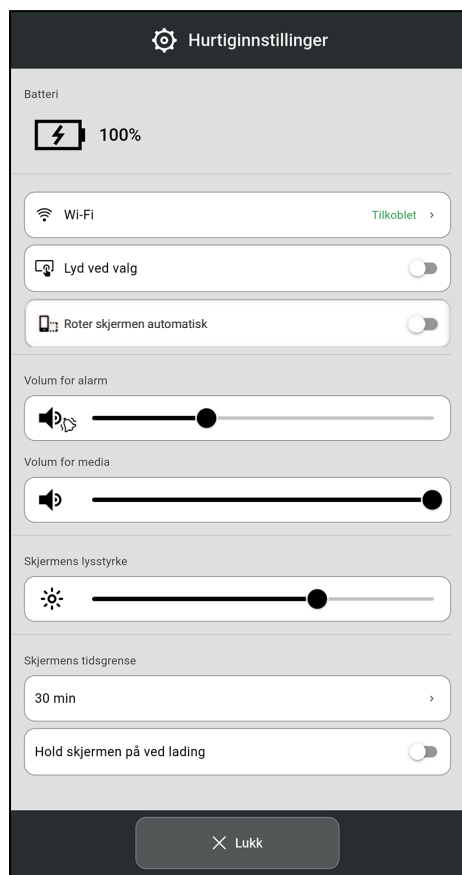 Hurtiginnstillinger
Batteri
100%
Wi-Fi
Tilkoblet
Lyd ved valg
Roter skjermen automatisk
Volum for alarm
Volum for media
Skjermens lysstyrke
Skjermens tidsgrense
30 min
Hold skjermen på ved lading
Lukk